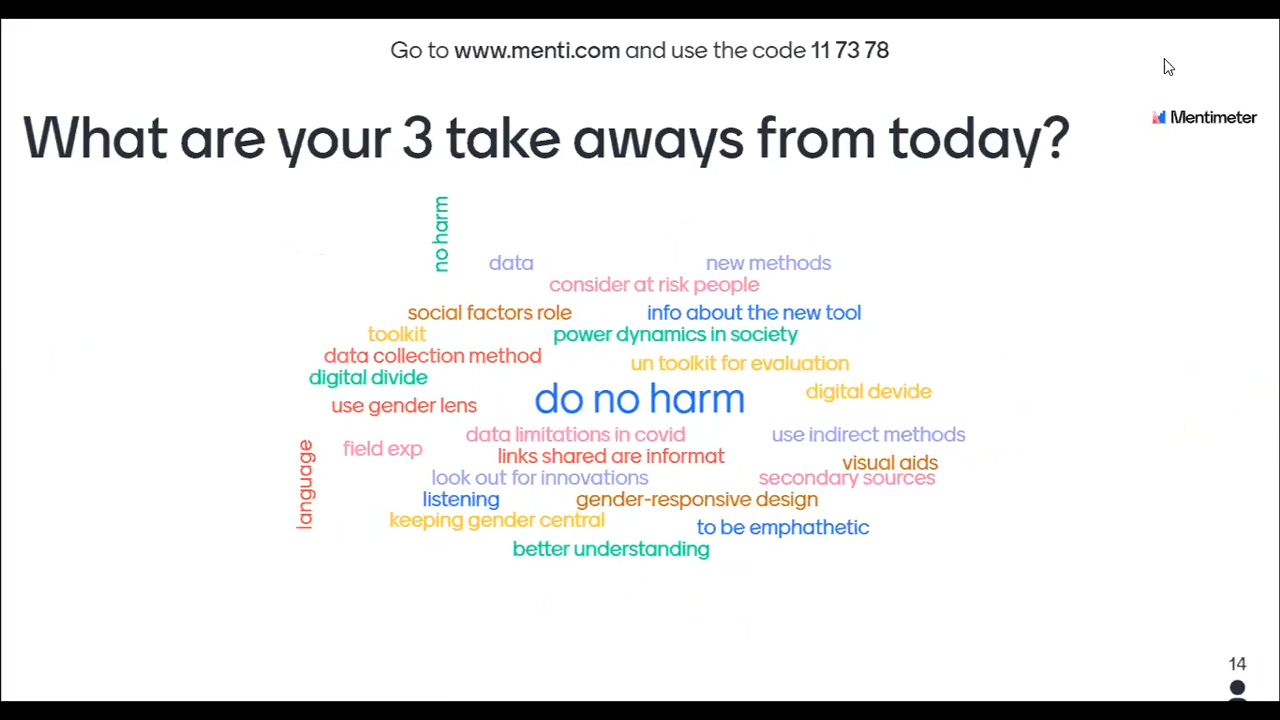 Go to www.menti.com and use the code 11 73 78
Mentimeter
What are your 3 take aways from today?
no harm
data
new methods
consider at risk people
social factors role
info about the new tool
toolkit
power dynamics in society
data collection method
un toolkit for evaluation
digital divide
do no harm
digital devide
use gender lens
data limitations in covid
use indirect methods
language
field exp
links shared are informat
visual aids
look out for innovations
secondary sources
listening
gender-responsive design
keeping gender central
to be emphathetic
better understanding
14